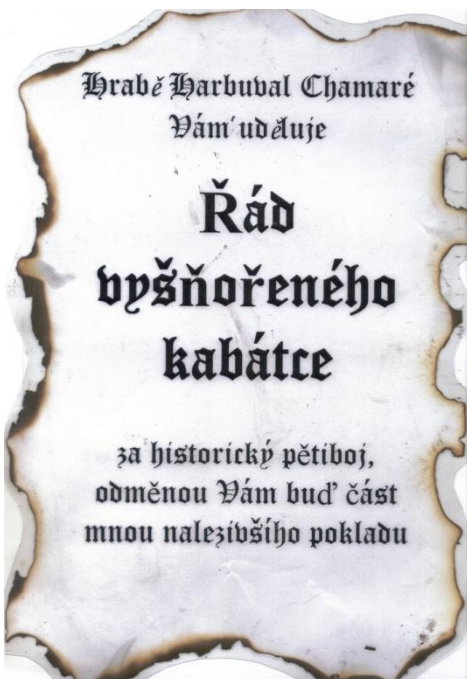 Hrabě Harbuval Chamaré
Vám uděluje
Řád
vyšňořeného
kabátce
za historický pětiboj,
odměnou Vám buď část
mnou nalezivšího pokladu